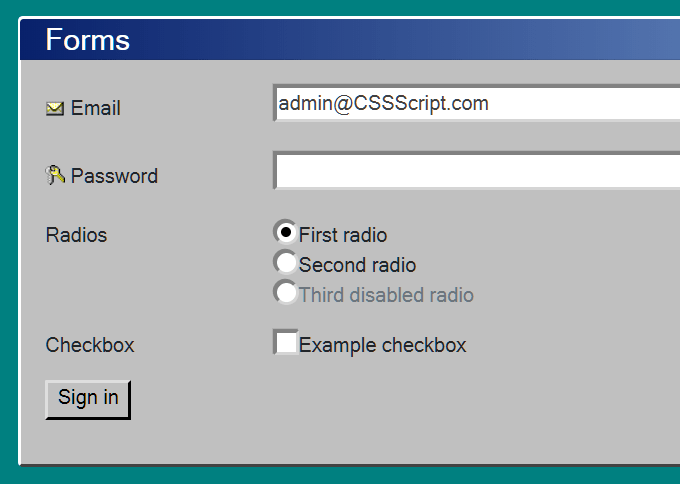 Forms
Email admin@CSSScript.com
Password
Radios First radio
Second radio
Third disabled radio
Checkbox Example checkbox
Sign in